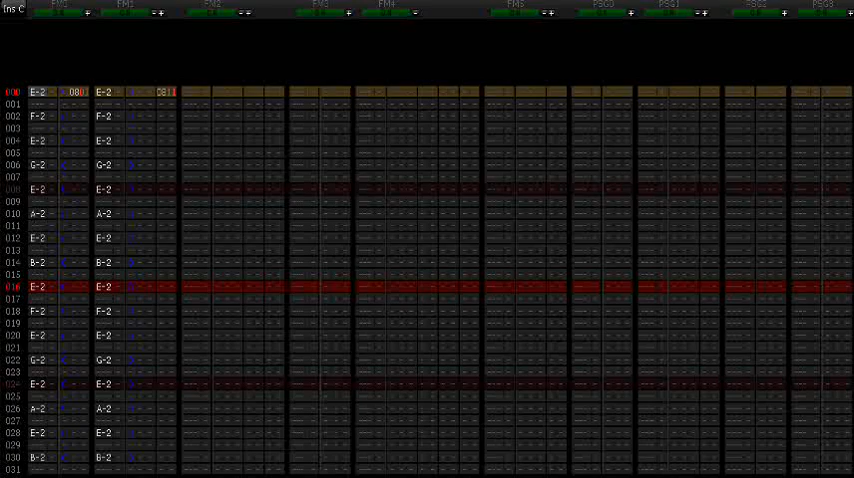 Ins C FM0 FM1 FM2 FM3 FM4 FM5 PSG0 PSG1 PSG2 PSG3
000 E-2 0801 E-2 0811
001
002 F-2 F-2
003
004 E-2 E-2
005
006 G-2 G-2
007
008 E-2 E-2
009
010 A-2 A-2
011
012 E-2 E-2
013
014 B-2 B-2
015
016 E-2 E-2
017
018 F-2 F-2
019
020 E-2 E-2
021
022 G-2 G-2
023
024 E-2 E-2
025
026 A-2 A-2
027
028 E-2 E-2
029
030 B-2 B-2
031